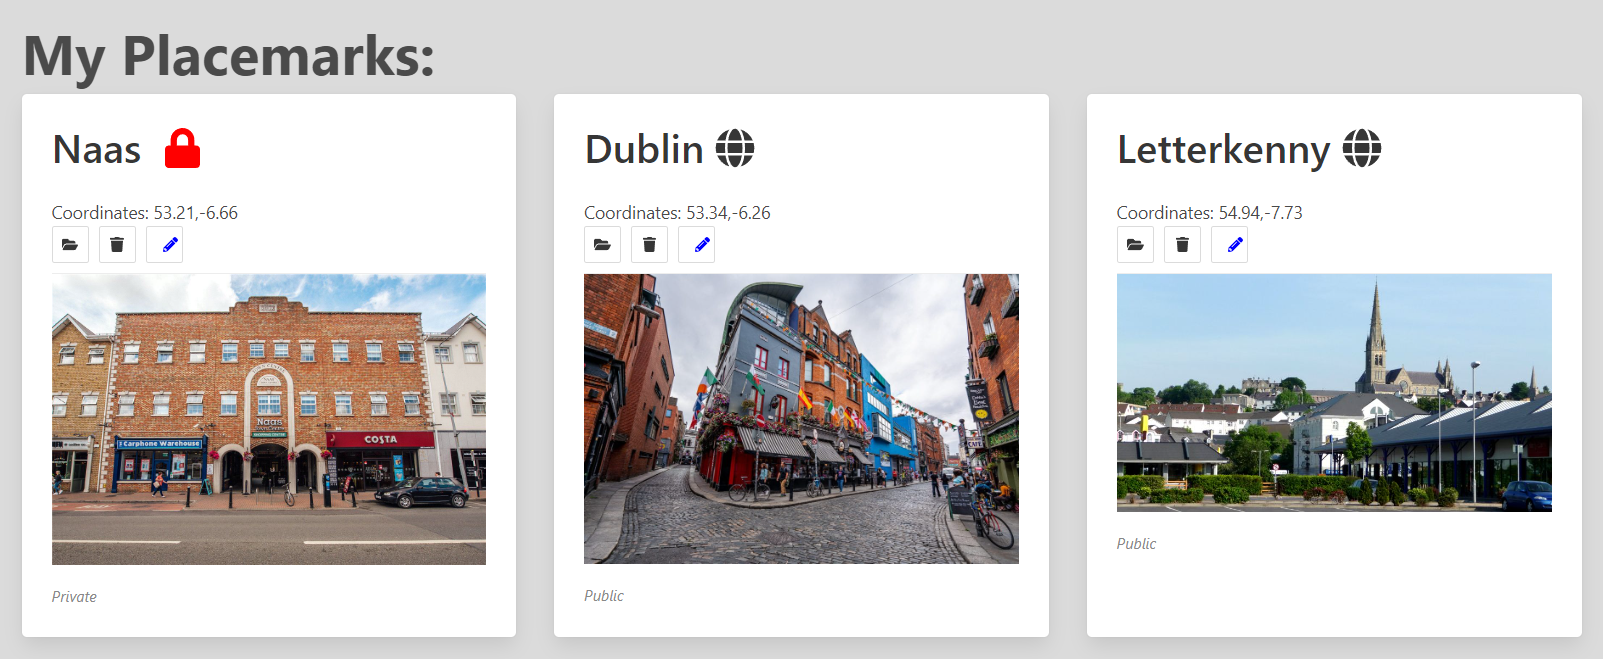 My Placemarks:
Naas
Coordinates: 53.21,-6.66
Naas
Carphone Warehouse
COSTA
Private
Dublin
Coordinates: 53.34,-6.26
Public
Letterkenny
Coordinates: 54.94,-7.73
Public